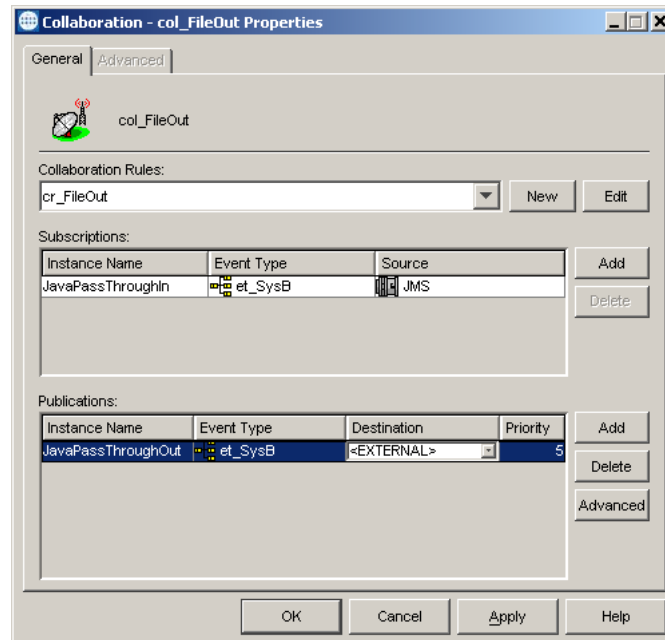 Collaboration - col_FileOut Properties
General Advanced
col_FileOut
Collaboration Rules:
cr_FileOut New Edit
Subscriptions:
Instance Name Event Type Source Add
JavaPassThroughIn et_SysB JMS
Delete
Publications:
Instance Name Event Type Destination Priority Add
JavaPassThroughOut et_SysB <EXTERNAL> 5
Delete
Advanced
OK Cancel Apply Help